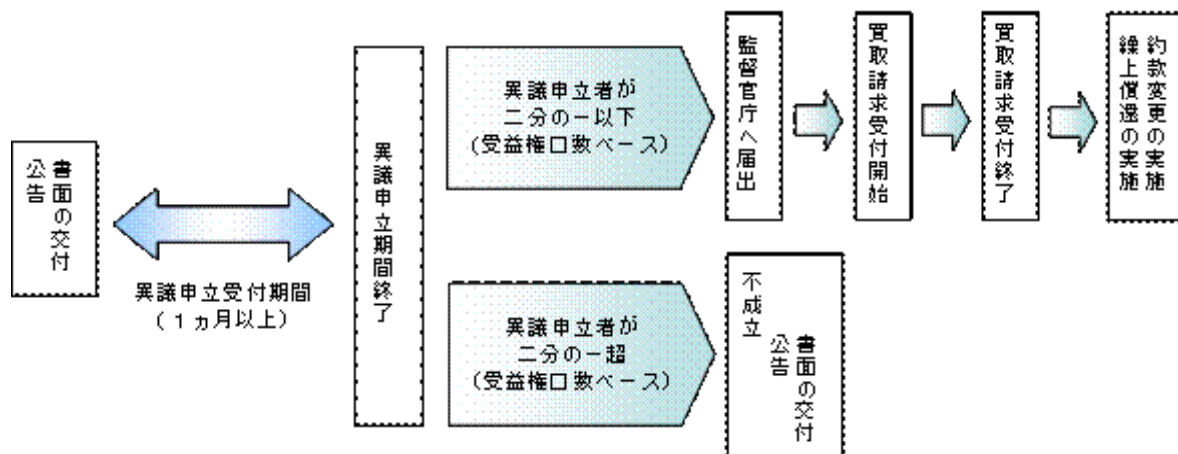 書面の交付
公告
異議申立受付期間
(1ヵ月以上)
異議申立期間終了
異議申立者が
二分の一以下
(受益権口数ベース)
監督官庁へ届出
買取請求受付開始
買取請求受付終了
約款変更の実施
繰上償還の実施
異議申立者が
二分の一超
(受益権口数ベース)
不成立
書面の交付
公告